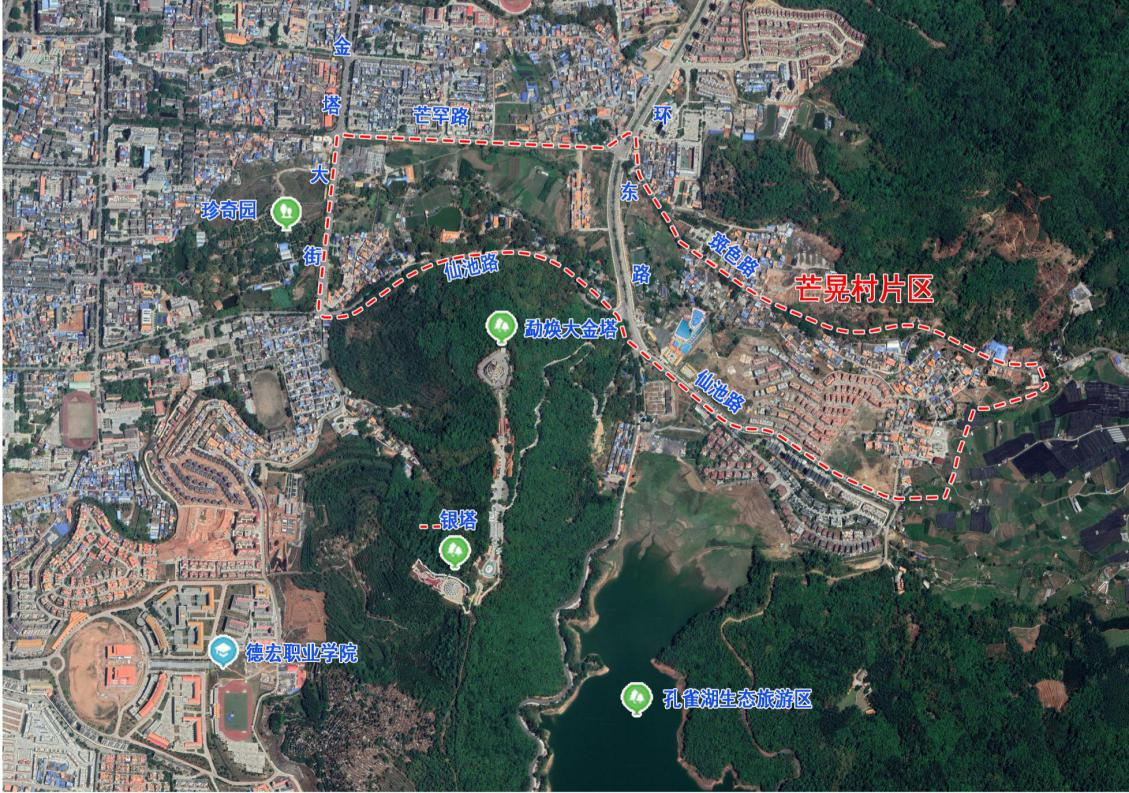 金塔大街
芒罕路
环东路
珍奇园
斑色路
仙池路
芒晃村片区
勐焕大金塔
仙池路
银塔
德宏职业学院
孔雀湖生态旅游区